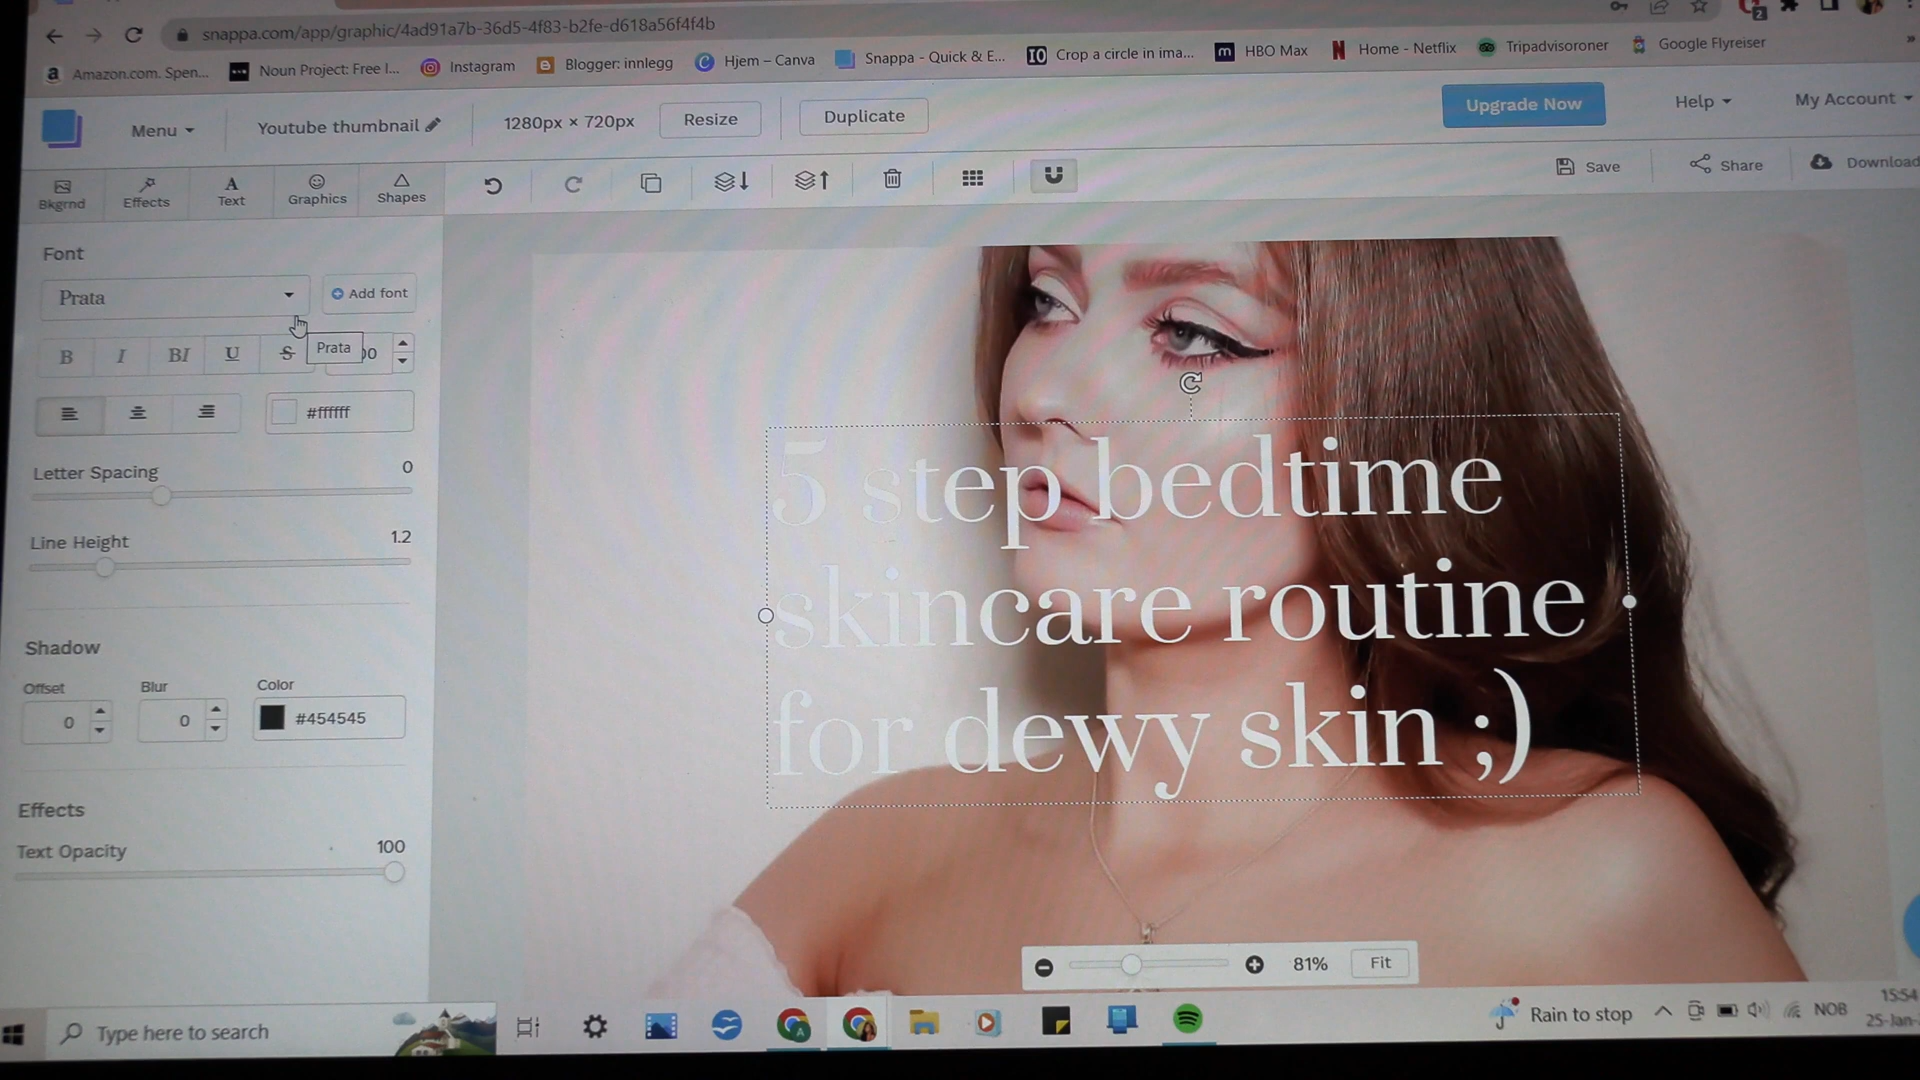 snappa.com/app/graphic/4ad91a7b-36d5-4f83-b2fe-d618a56f4f4b
2
Amazon.com. Spen... Noun Project: Free I... Instagram Blogger: innlegg Hjem – Canva Snappa - Quick & E... Crop a circle in ima... HBO Max Home - Netflix Tripadvisoroner Google Flyreiser
Menu Youtube thumbnail 1280px × 720px Resize Duplicate Upgrade Now Help My Account
Bkgrnd Effects Text Graphics Shapes Save Share Download
Font
Prata Add font
B I BI U S Prata
#ffffff
Letter Spacing 0
Line Height 1.2
Shadow
Offset Blur Color
0 0 #454545
Effects
Text Opacity 100
5 step bedtime
skincare routine
for dewy skin ;)
81% Fit
Type here to search Rain to stop NOB 15:54
25-Jan-